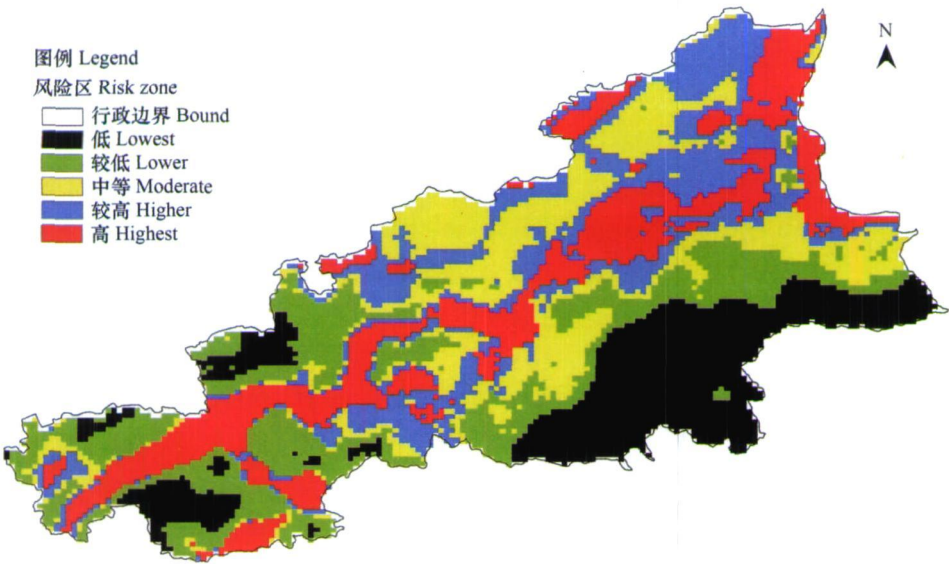 N
图例 Legend
风险区 Risk zone
行政边界 Bound
低 Lowest
较低 Lower
中等 Moderate
较高 Higher
高 Highest